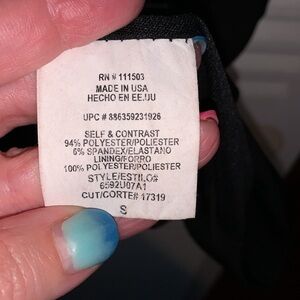 RN # 111503
MADE IN USA
HECHO EN EE.UU
UPC # 886359231926
SELF & CONTRAST
94% POLYESTER/POLIESTER
6% SPANDEX/ELASTANO
LINING/FORRO
100% POLYESTER/POLIESTER
STYLE/ESTILO#
6592U07A1
CUT/CORTE# 17319
S